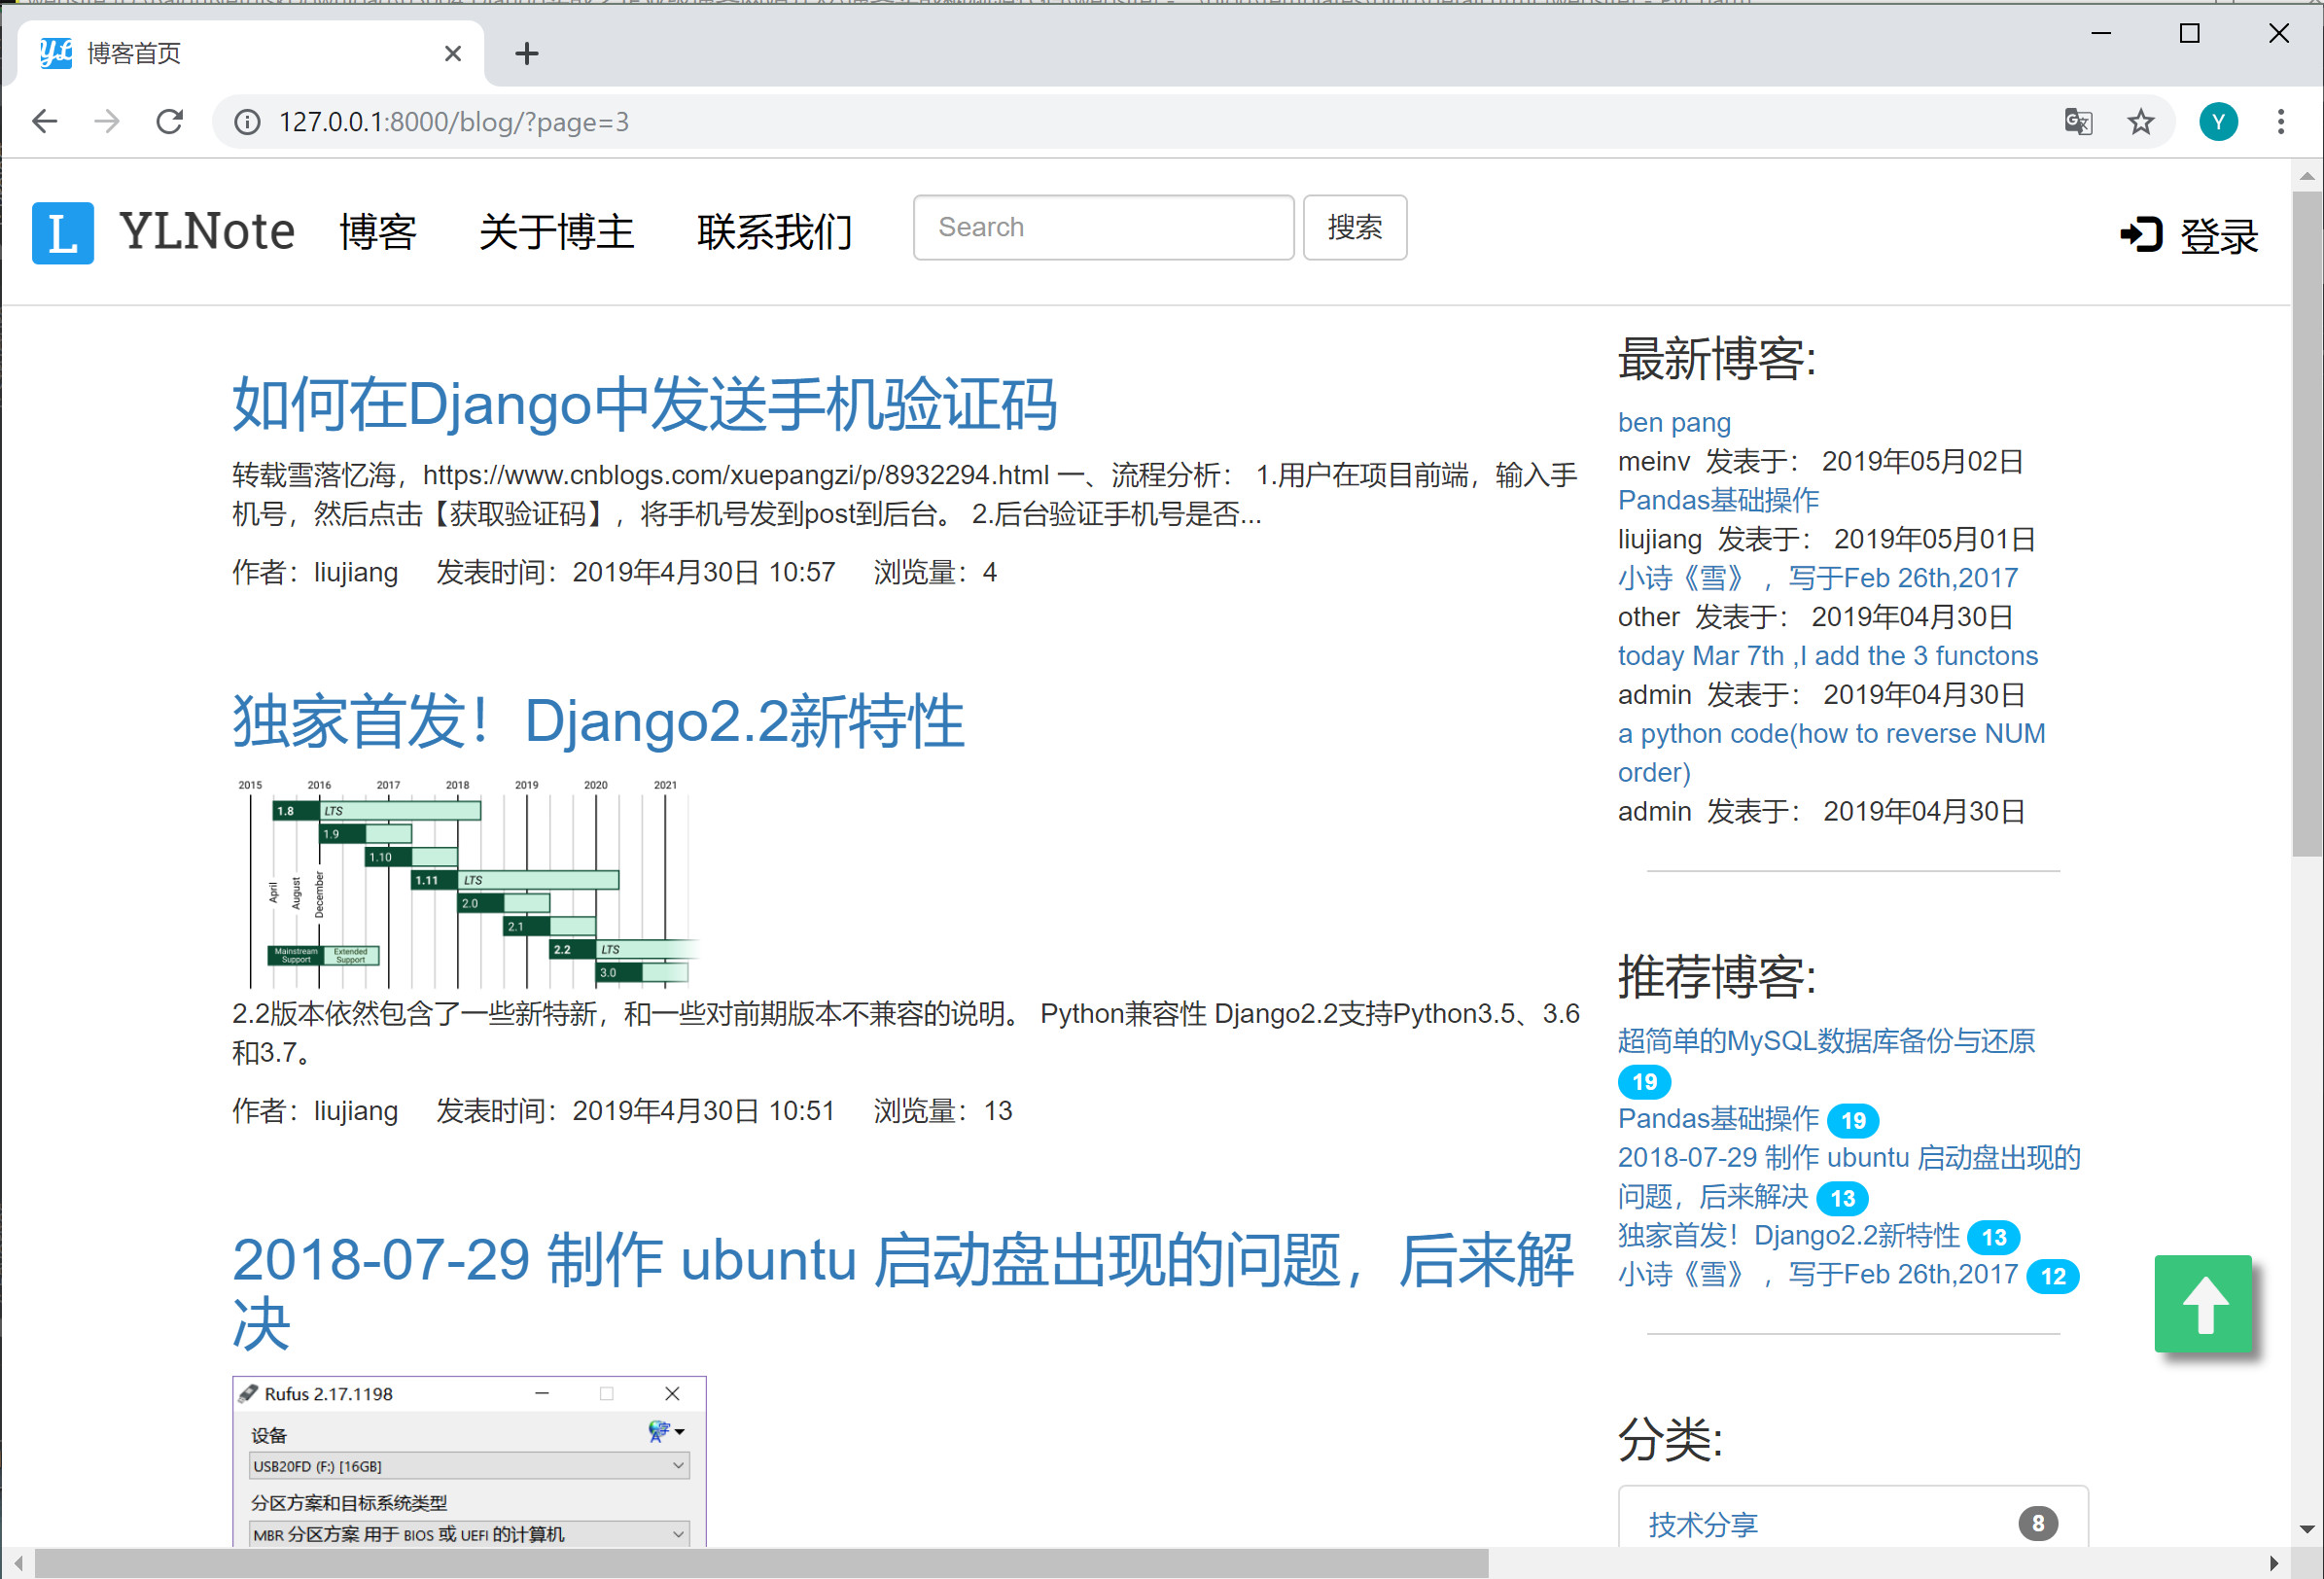 博客首页
127.0.0.1:8000/blog/?page=3
Y
L YLNote 博客 关于博主 联系我们 Search 搜索 登录
如何在Django中发送手机验证码
转载雪落忆海，https://www.cnblogs.com/xuepangzi/p/8932294.html 一、流程分析： 1.用户在项目前端，输入手
机号，然后点击【获取验证码】，将手机号发到post到后台。 2.后台验证手机号是否...
作者：liujiang 发表时间：2019年4月30日 10:57 浏览量：4
独家首发！Django2.2新特性
2015 2016 2017 2018 2019 2020 2021
1.8 LTS
1.9
1.10
1.11 LTS
2.0
2.1
2.2 LTS
3.0
April August December
Mainstream Support
Extended Support
2.2版本依然包含了一些新特新，和一些对前期版本不兼容的说明。 Python兼容性 Django2.2支持Python3.5、3.6
和3.7。
作者：liujiang 发表时间：2019年4月30日 10:51 浏览量：13
2018-07-29 制作 ubuntu 启动盘出现的问题，后来解
决
Rufus 2.17.1198
设备
USB20FD (F:) [16GB]
分区方案和目标系统类型
MBR 分区方案 用于 BIOS 或 UEFI 的计算机
最新博客:
ben pang
meinv 发表于： 2019年05月02日
Pandas基础操作
liujiang 发表于： 2019年05月01日
小诗《雪》 ，写于Feb 26th,2017
other 发表于： 2019年04月30日
today Mar 7th ,I add the 3 functons
admin 发表于： 2019年04月30日
a python code(how to reverse NUM
order)
admin 发表于： 2019年04月30日
推荐博客:
超简单的MySQL数据库备份与还原
19
Pandas基础操作 19
2018-07-29 制作 ubuntu 启动盘出现的
问题，后来解决 13
独家首发！Django2.2新特性 13
小诗《雪》 ，写于Feb 26th,2017 12
分类:
技术分享 8